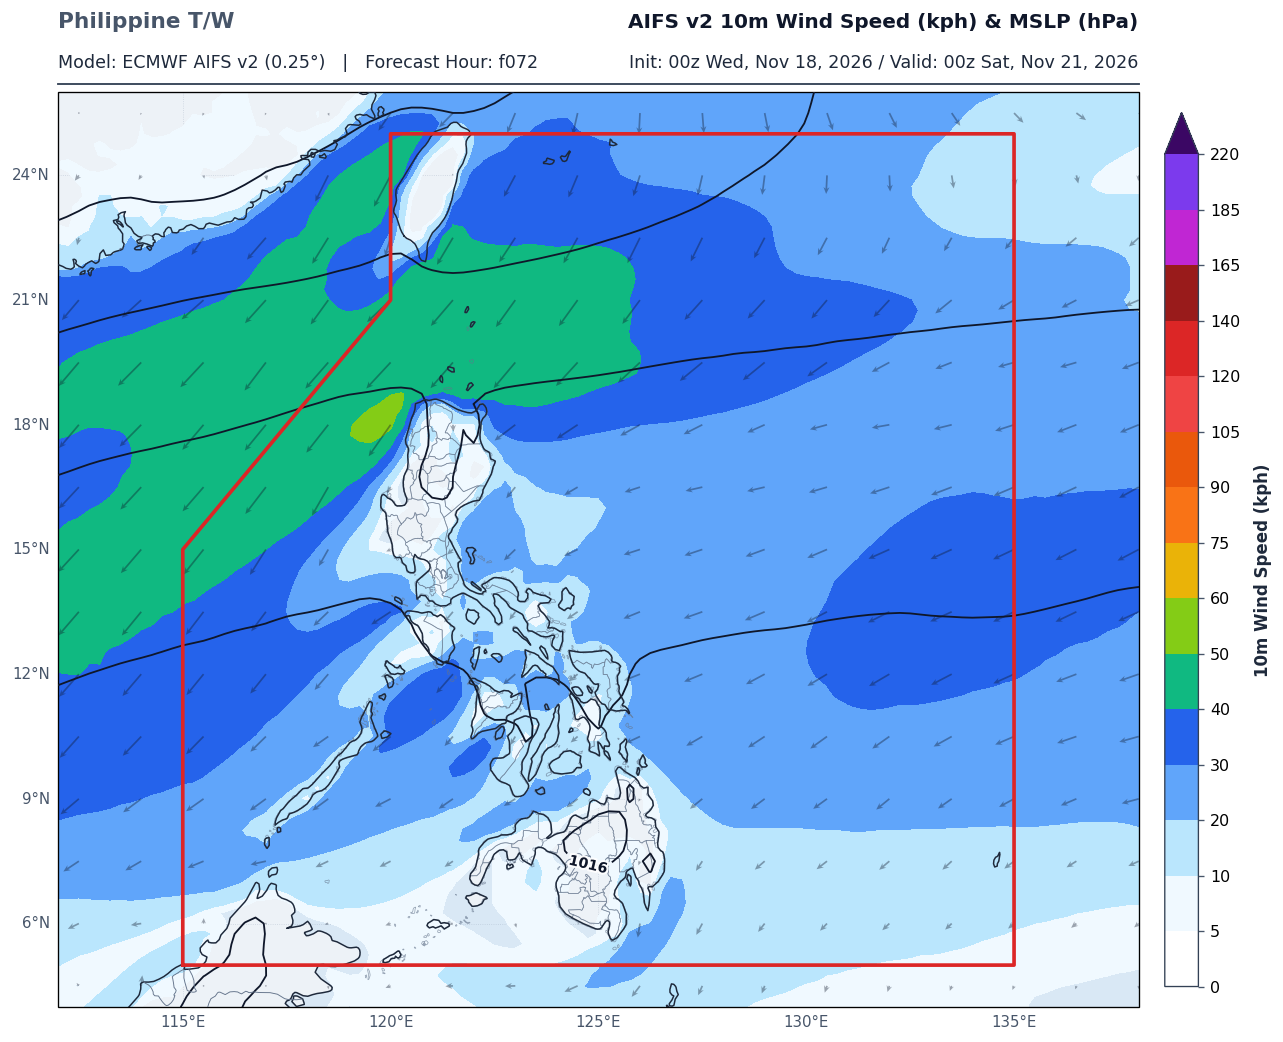 Philippine T/W
AIFS v2 10m Wind Speed (kph) & MSLP (hPa)
Model: ECMWF AIFS v2 (0.25°)   |   Forecast Hour: f072
Init: 00z Wed, Nov 18, 2026 / Valid: 00z Sat, Nov 21, 2026
24°N
21°N
18°N
15°N
12°N
9°N
6°N
1016
115°E
120°E
125°E
130°E
135°E
220
185
165
140
120
105
90
75
60
50
40
30
20
10
5
0
10m Wind Speed (kph)